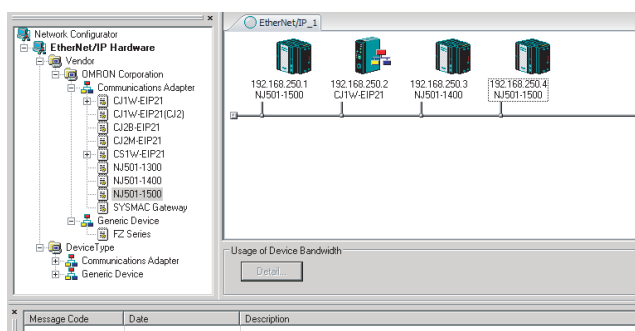 Network Configurator
EtherNet/IP Hardware
Vendor
OMRON Corporation
Communications Adapter
CJ1W-EIP21
CJ1W-EIP21(CJ2)
CJ2B-EIP21
CJ2M-EIP21
CS1W-EIP21
NJ501-1300
NJ501-1400
NJ501-1500
SYSMAC Gateway
Generic Device
FZ Series
DeviceType
Communications Adapter
Generic Device
EtherNet/IP_1
192.168.250.1
NJ501-1500
192.168.250.2
CJ1W-EIP21
192.168.250.3
NJ501-1400
192.168.250.4
NJ501-1500
Usage of Device Bandwidth
Detail...
Message Code Date Description